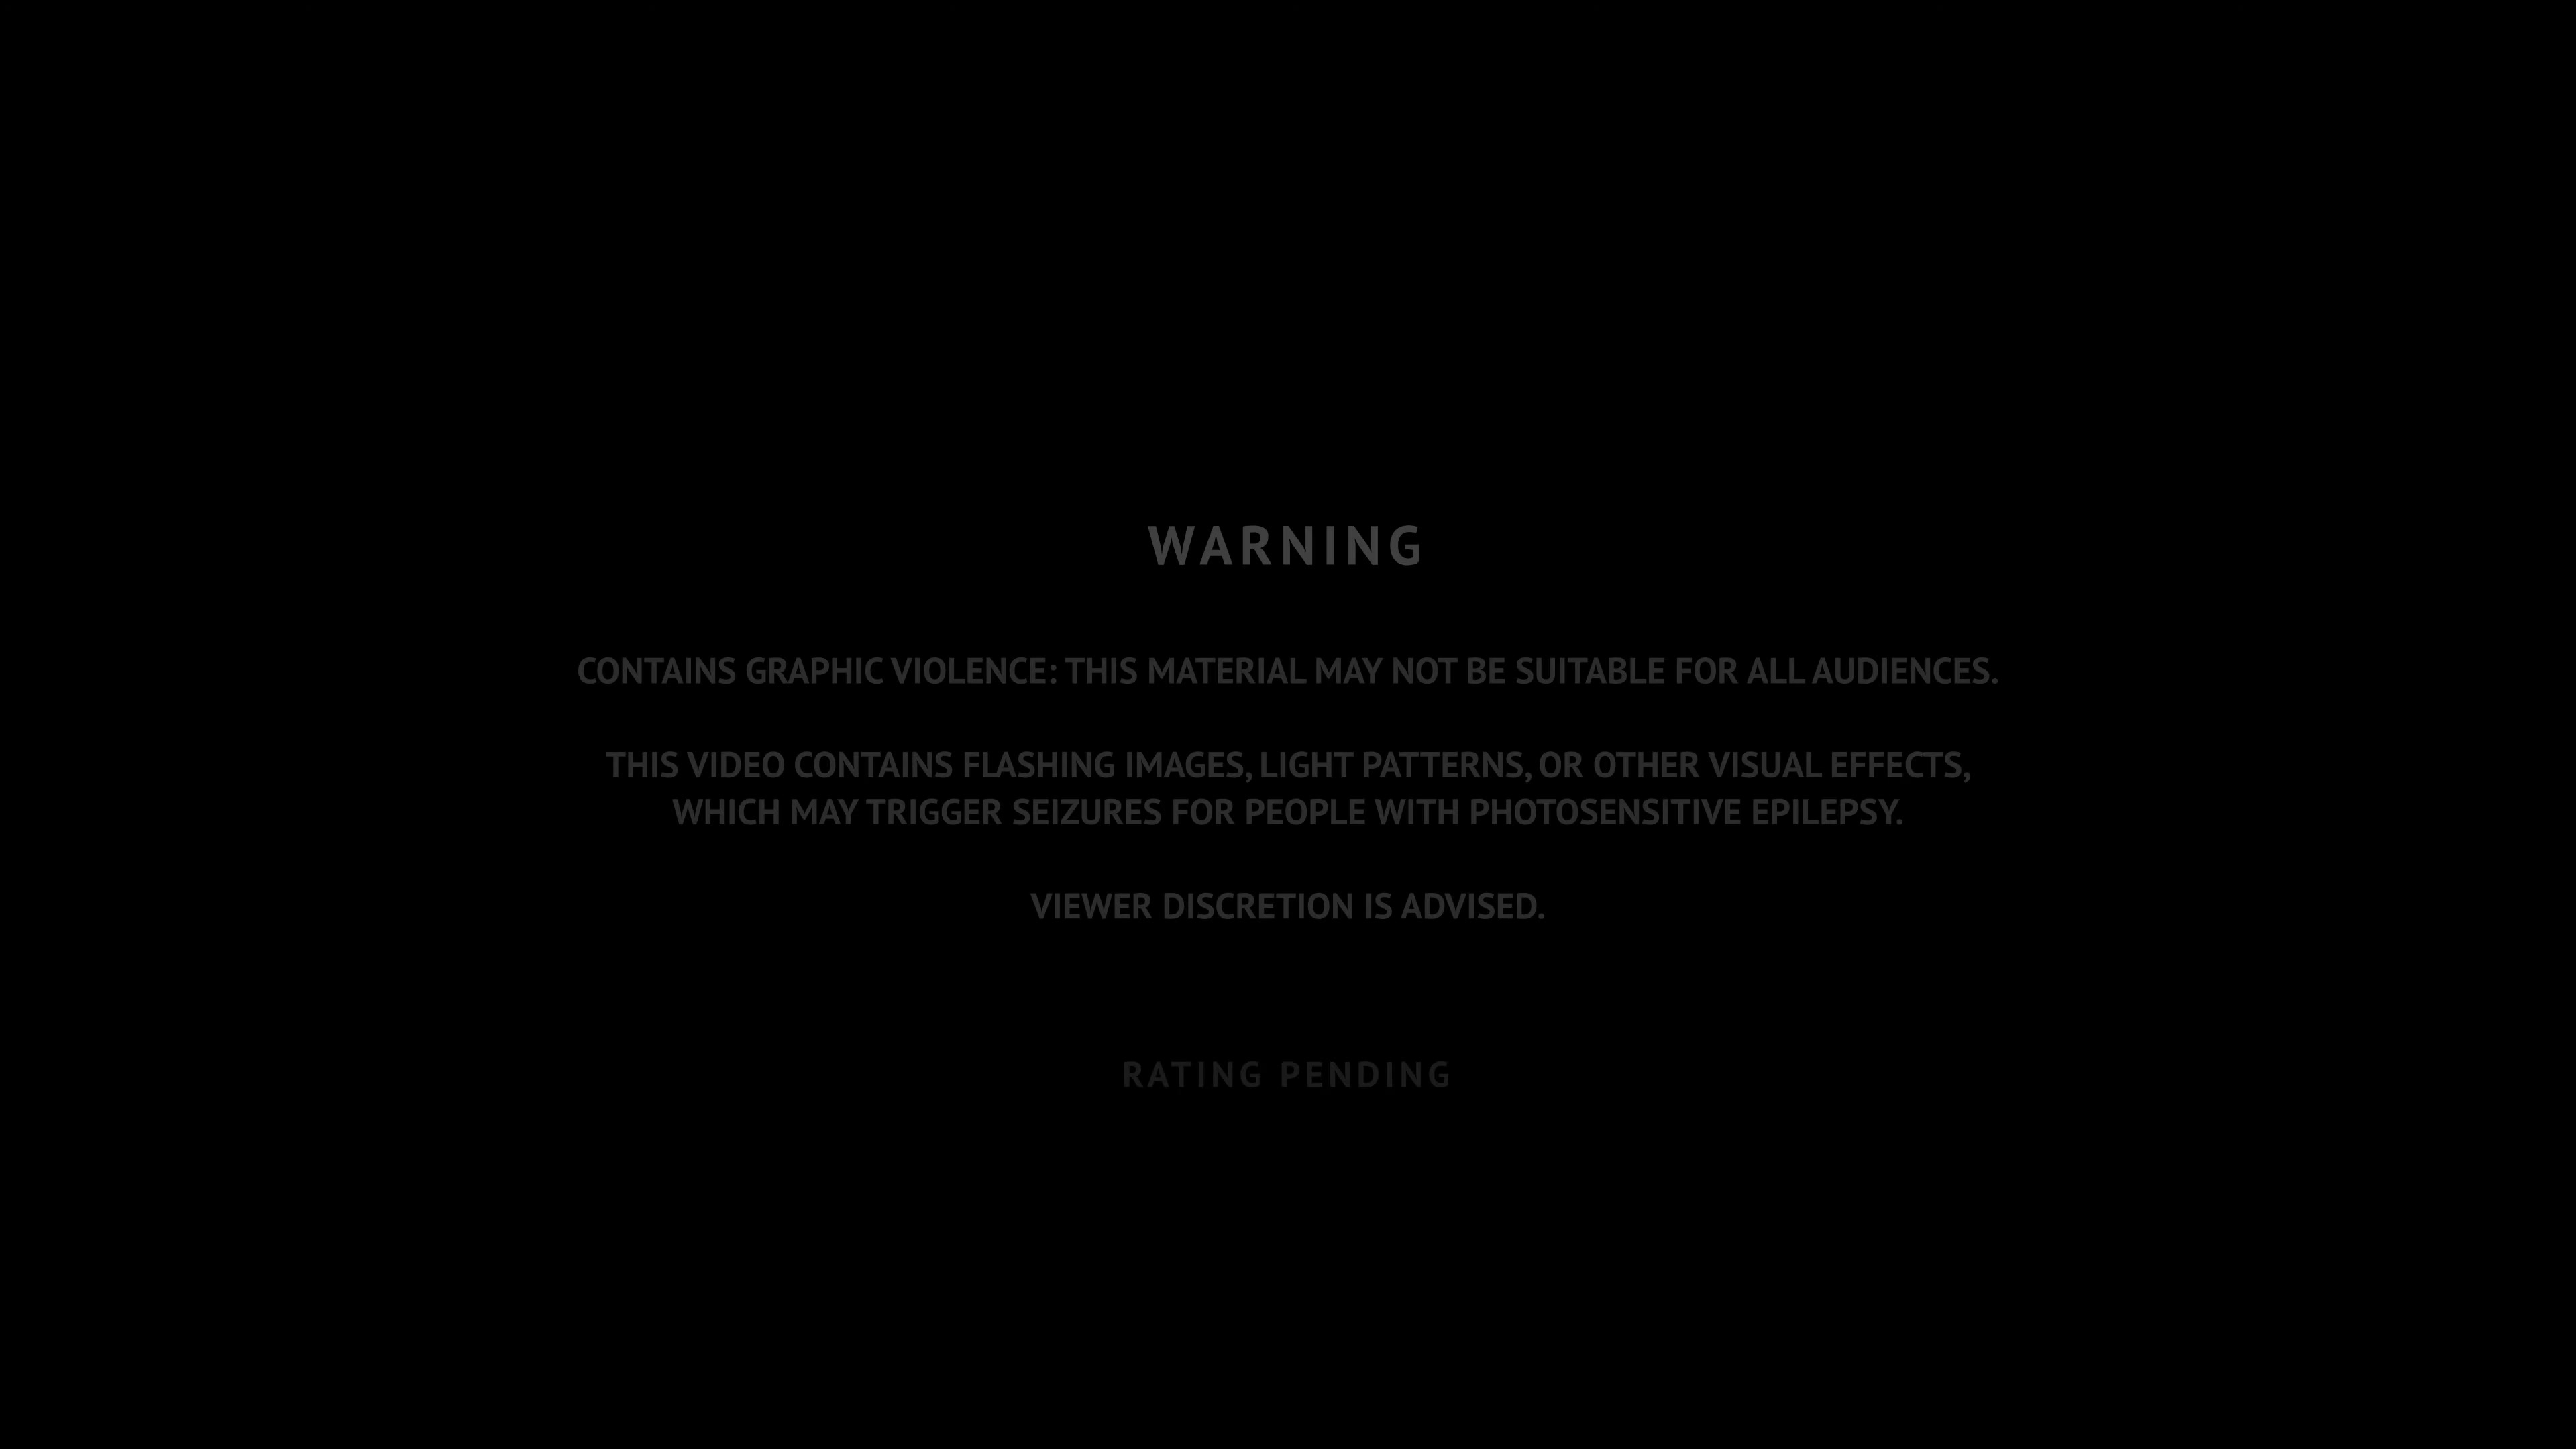 WARNING
CONTAINS GRAPHIC VIOLENCE: THIS MATERIAL MAY NOT BE SUITABLE FOR ALL AUDIENCES.
THIS VIDEO CONTAINS FLASHING IMAGES, LIGHT PATTERNS, OR OTHER VISUAL EFFECTS,
WHICH MAY TRIGGER SEIZURES FOR PEOPLE WITH PHOTOSENSITIVE EPILEPSY.
VIEWER DISCRETION IS ADVISED.
RATING PENDING